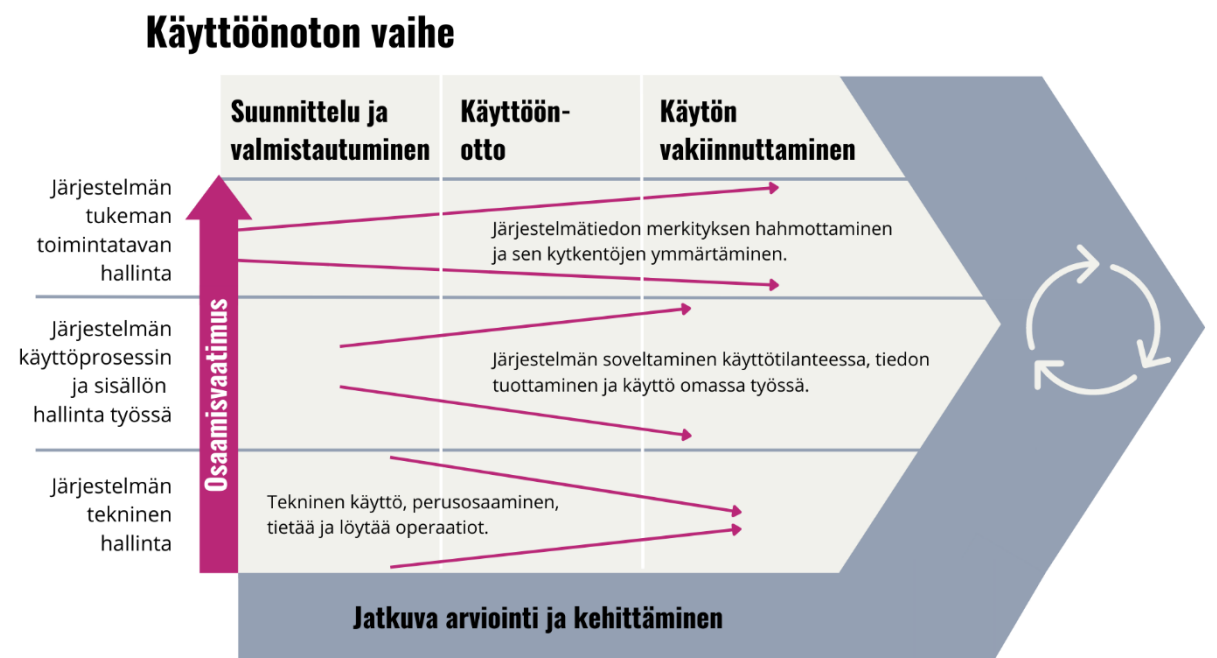 Käyttöönoton vaihe
Suunnittelu ja
valmistautuminen
Käyttöön-
otto
Käytön
vakiinnuttaminen
Osaamisvaatimus
Järjestelmän
tukeman
toimintatavan
hallinta
Järjestelmätiedon merkityksen hahmottaminen
ja sen kytkentöjen ymmärtäminen.
Järjestelmän
käyttöprosessin
ja sisällön
hallinta työssä
Järjestelmän soveltaminen käyttötilanteessa, tiedon
tuottaminen ja käyttö omassa työssä.
Järjestelmän
tekninen
hallinta
Tekninen käyttö, perusosaaminen,
tietää ja löytää operaatiot.
Jatkuva arviointi ja kehittäminen